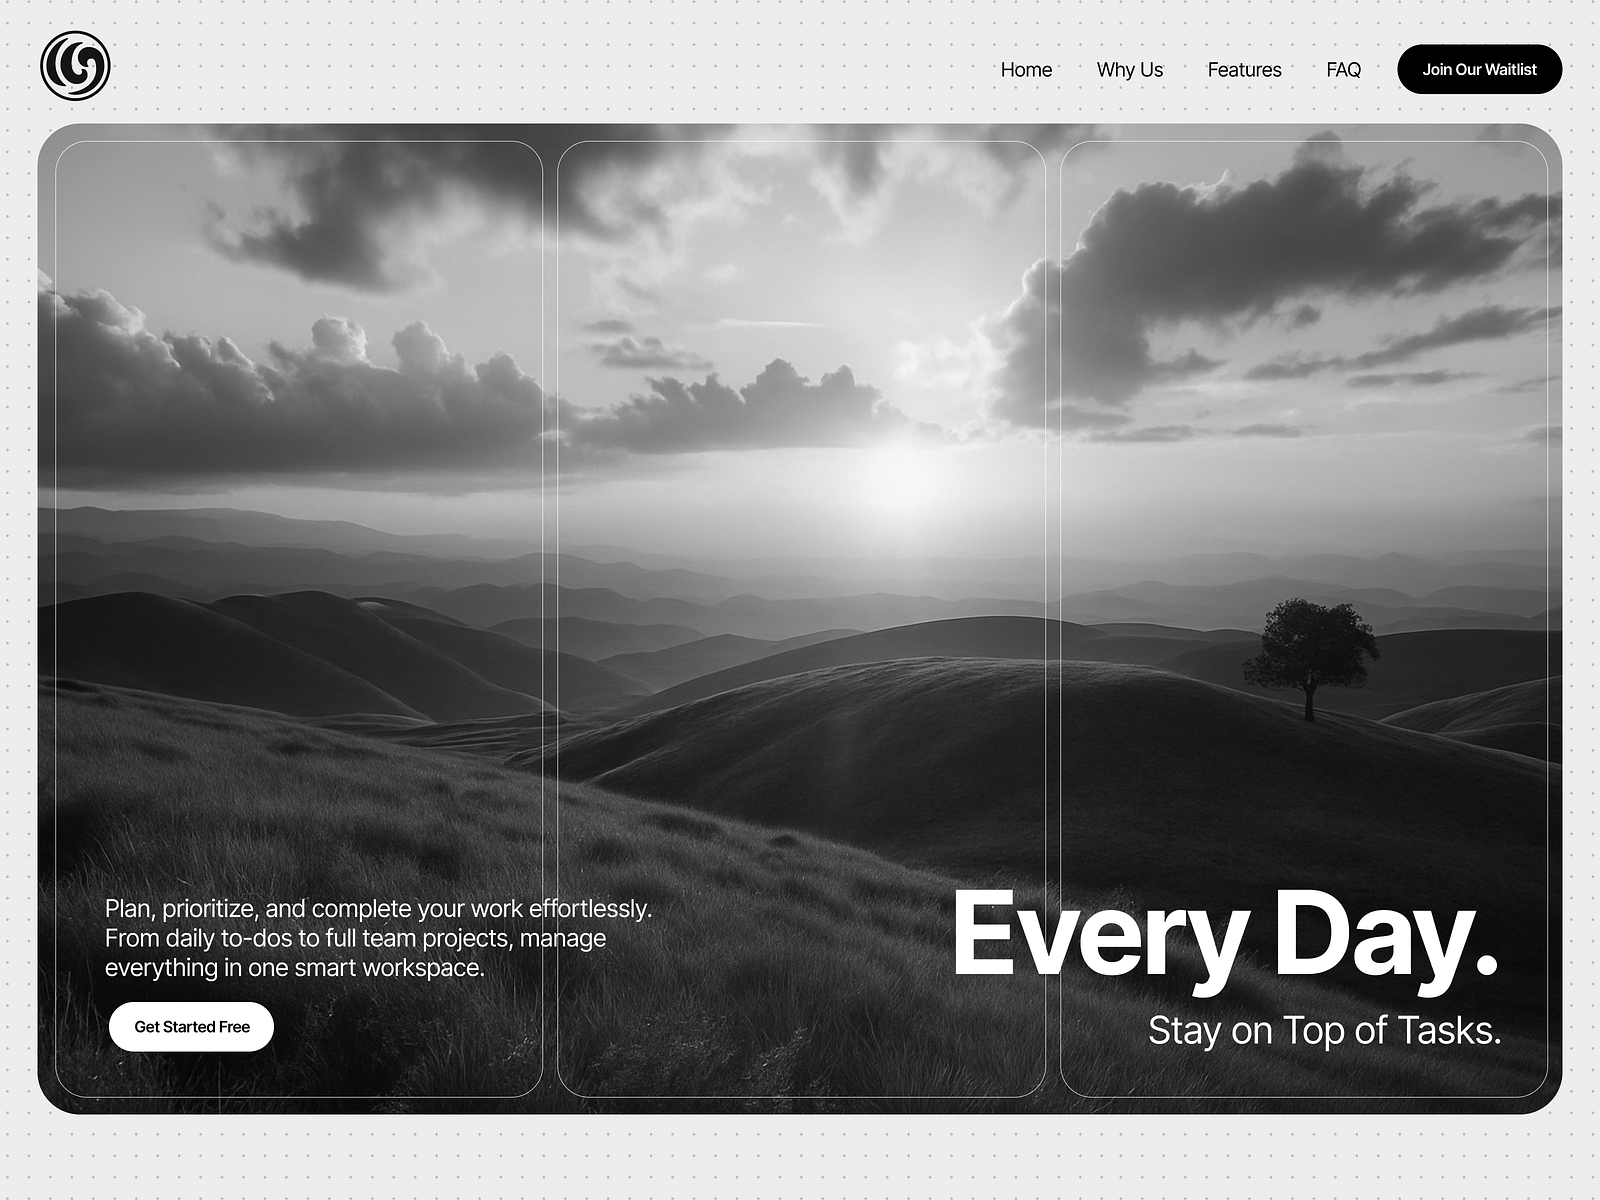 Home
Why Us
Features
FAQ
Join Our Waitlist
Plan, prioritize, and complete your work effortlessly.
From daily to-dos to full team projects, manage
everything in one smart workspace.
Get Started Free
Every Day.
Stay on Top of Tasks.